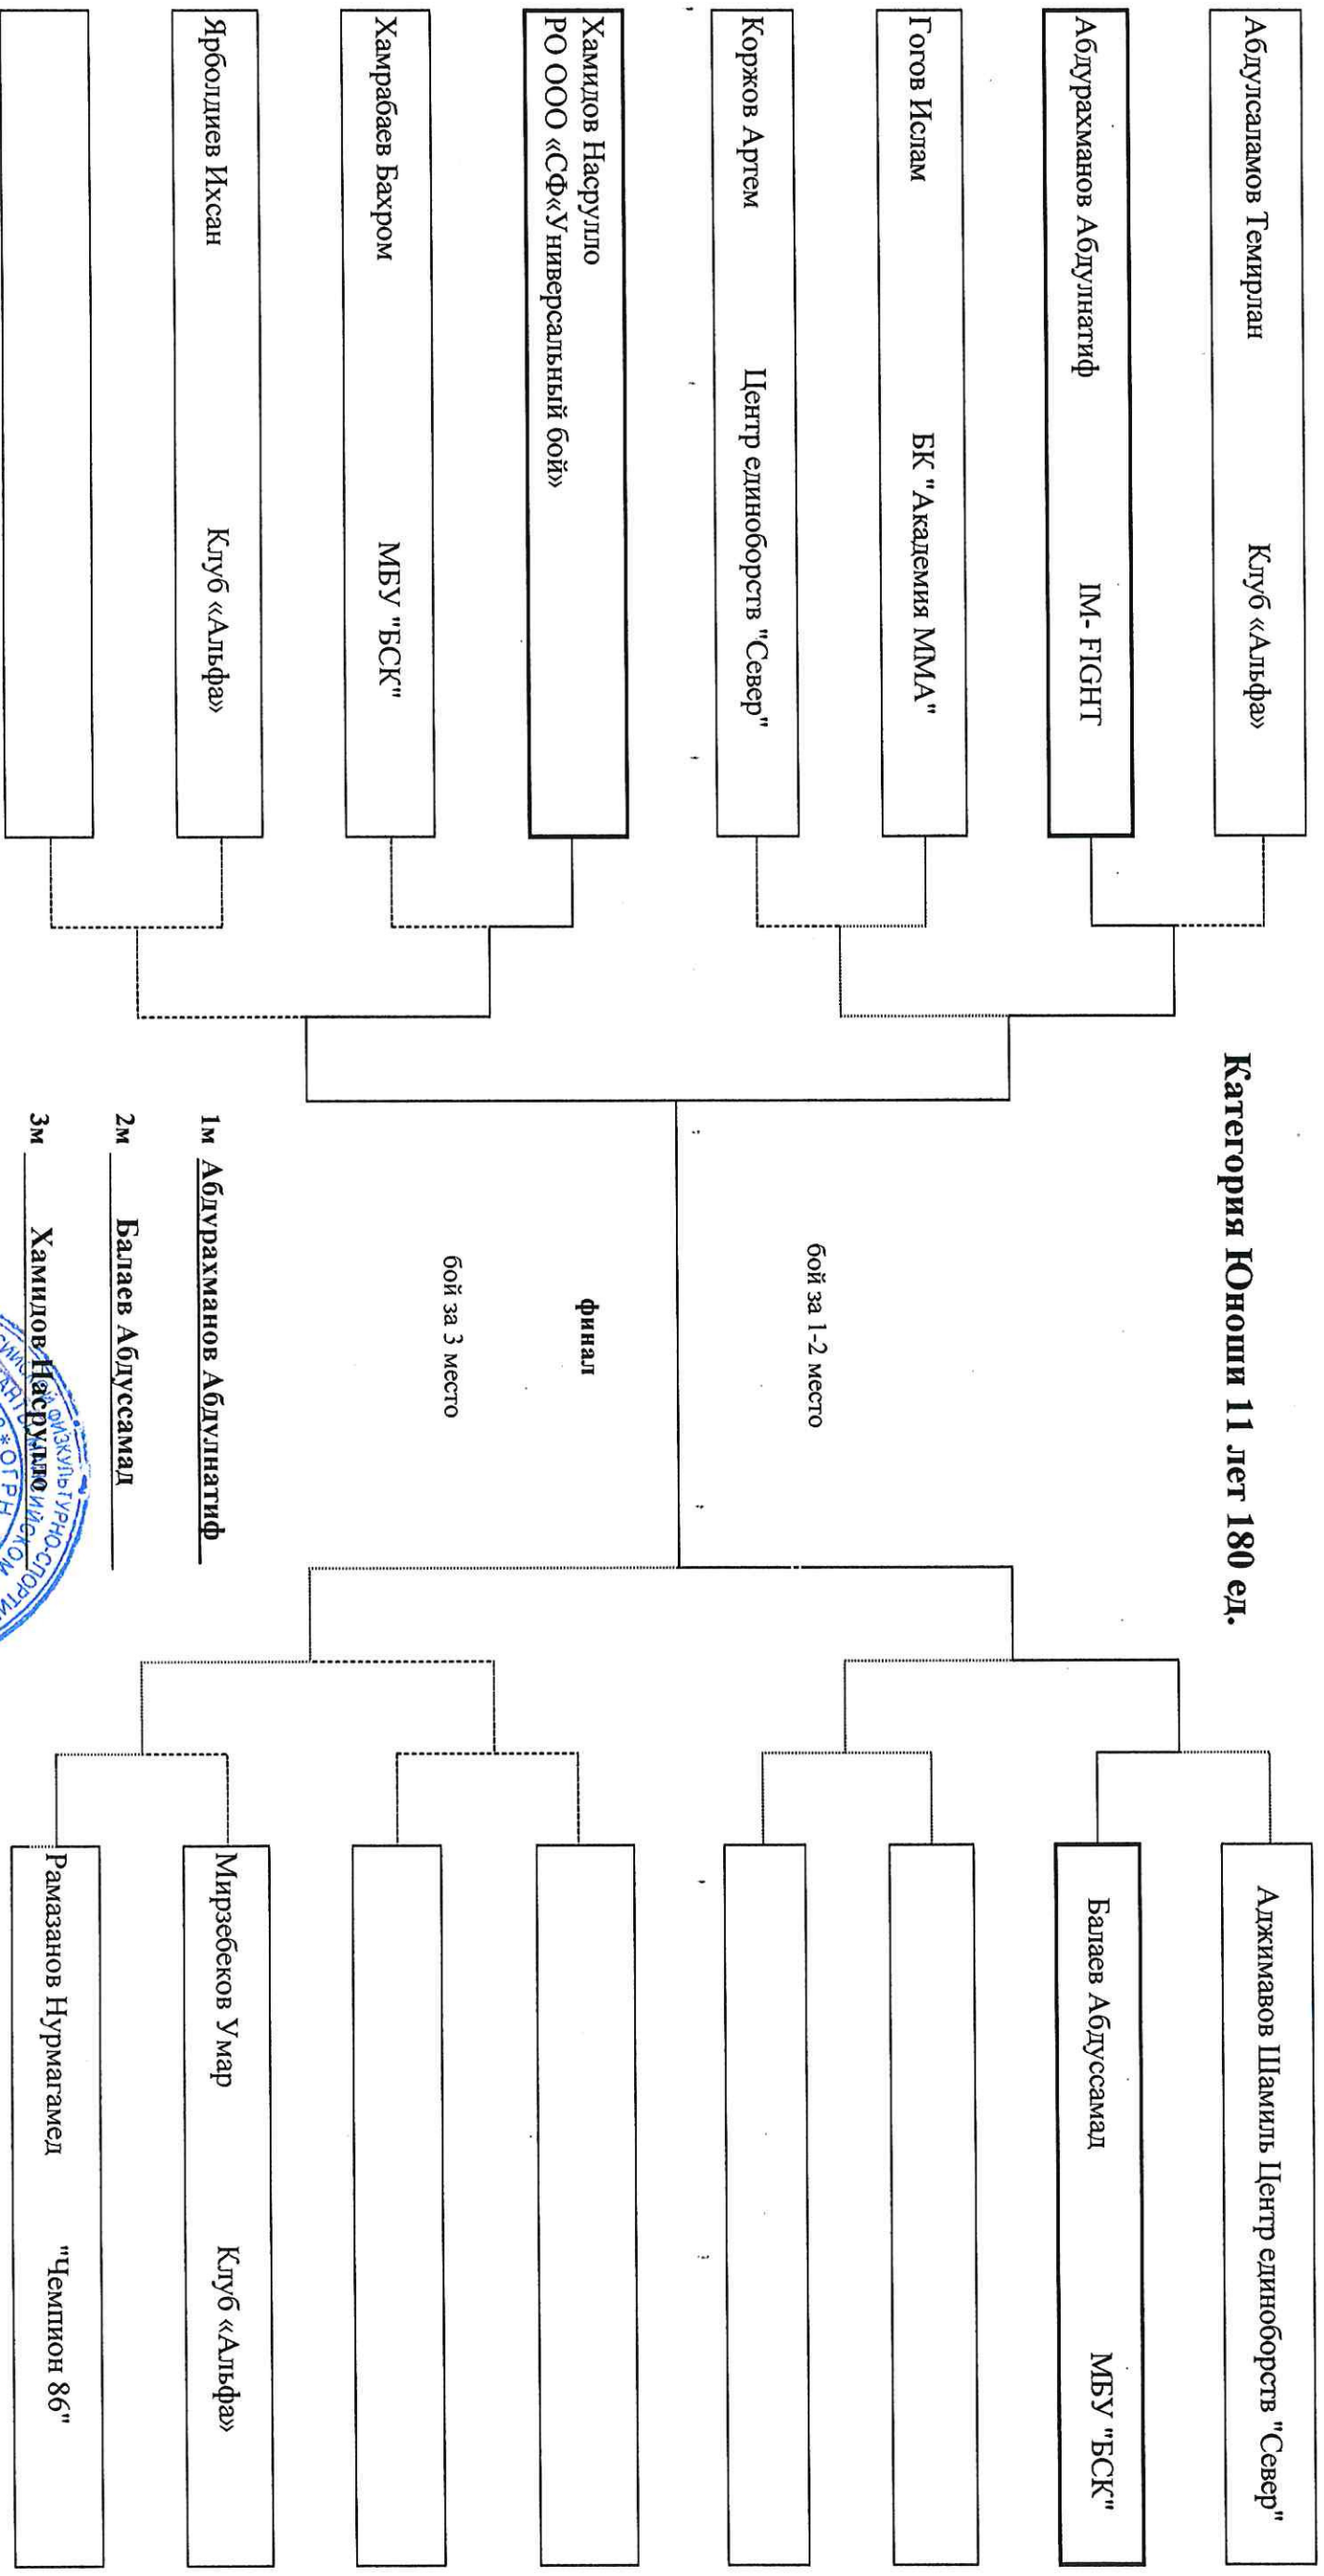 Категория Юноши 11 лет 180 ед.
Абдулсаламов Темирлан Клуб «Альфа»
Абдурахманов Абдулнатиф IM- FIGHT
Гогов Ислам БК "Академия ММА"
Коржов Артем Центр единоборств "Север"
Хамидов Насрулло
РО ООО «СФ«Универсальный бой»
Хамрабаев Бахром МБУ "БСК"
Ярболдиев Ихсан Клуб «Альфа»
бой за 1-2 место
финал
бой за 3 место
1м Абдурахманов Абдулнатиф
2м Балаев Абдуссамад
3м Хамидов Насрулло
Аджимавов Шамиль Центр единоборств "Север"
Балаев Абдуссамад МБУ "БСК"
Мирзебеков Умар Клуб «Альфа»
Рамазанов Нурмагамед "Чемпион 86"
ФИЗКУЛЬТУРНО-СПОРТИ
ОГРН